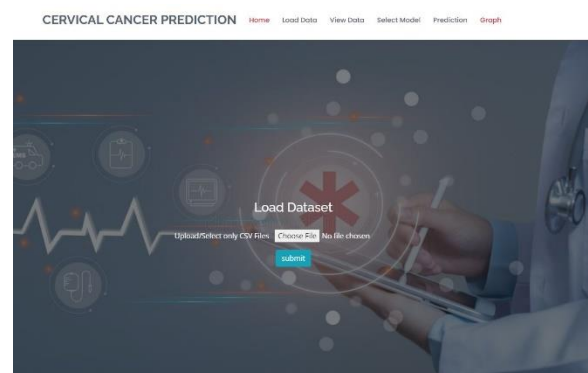 CERVICAL CANCER PREDICTION Home Load Data View Data Select Model Prediction Graph
Load Dataset
Upload/Select only CSV Files Choose File No file chosen
submit